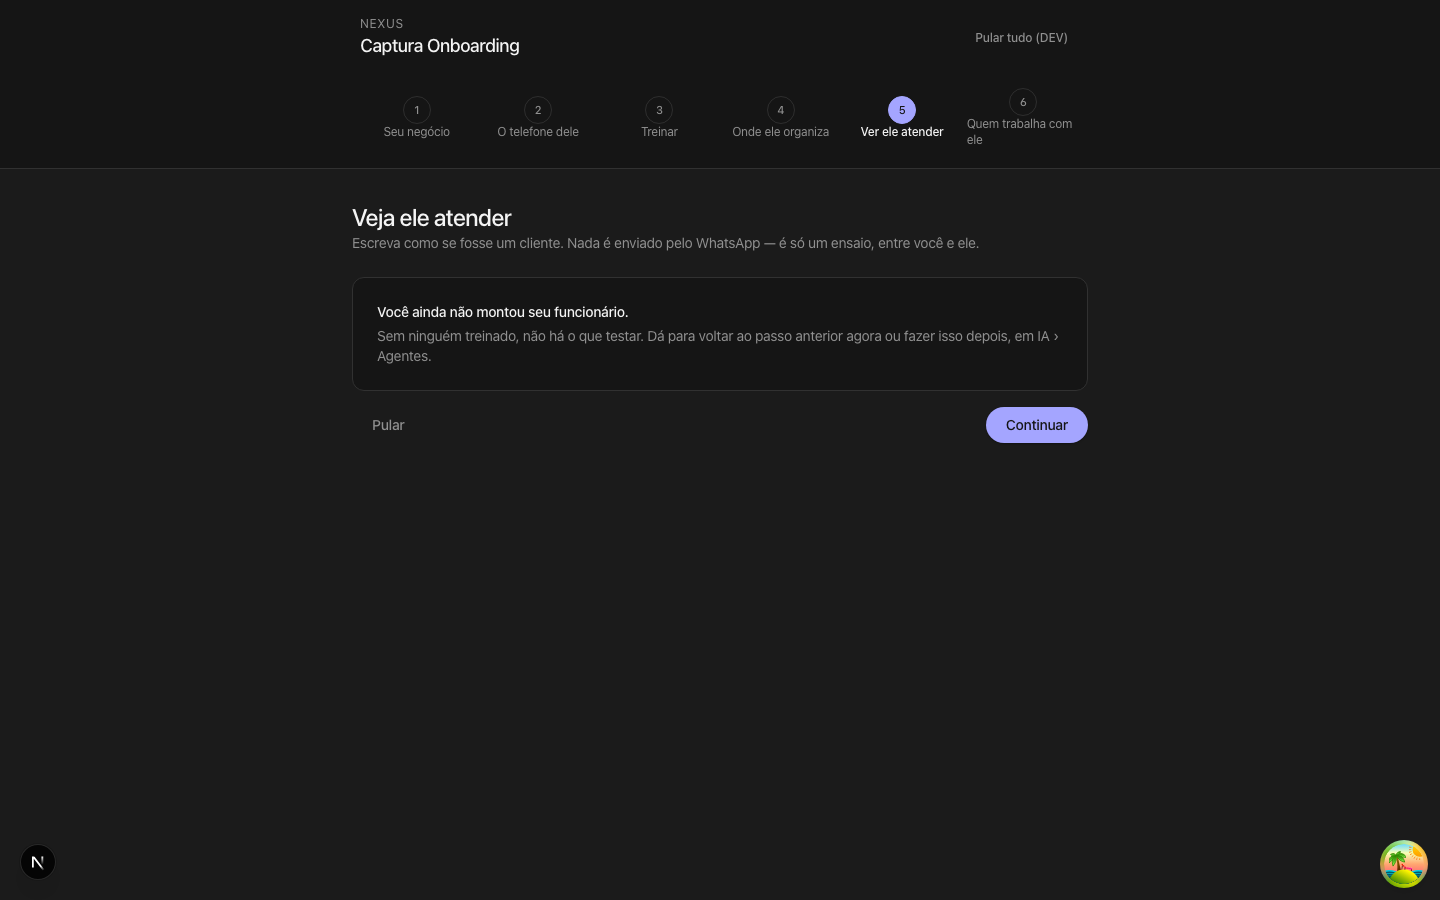 NEXUS
Captura Onboarding
Pular tudo (DEV)
1
Seu negócio
2
O telefone dele
3
Treinar
4
Onde ele organiza
5
Ver ele atender
6
Quem trabalha com
ele
Veja ele atender
Escreva como se fosse um cliente. Nada é enviado pelo WhatsApp — é só um ensaio, entre você e ele.
Você ainda não montou seu funcionário.
Sem ninguém treinado, não há o que testar. Dá para voltar ao passo anterior agora ou fazer isso depois, em IA ›
Agentes.
Pular
Continuar
N